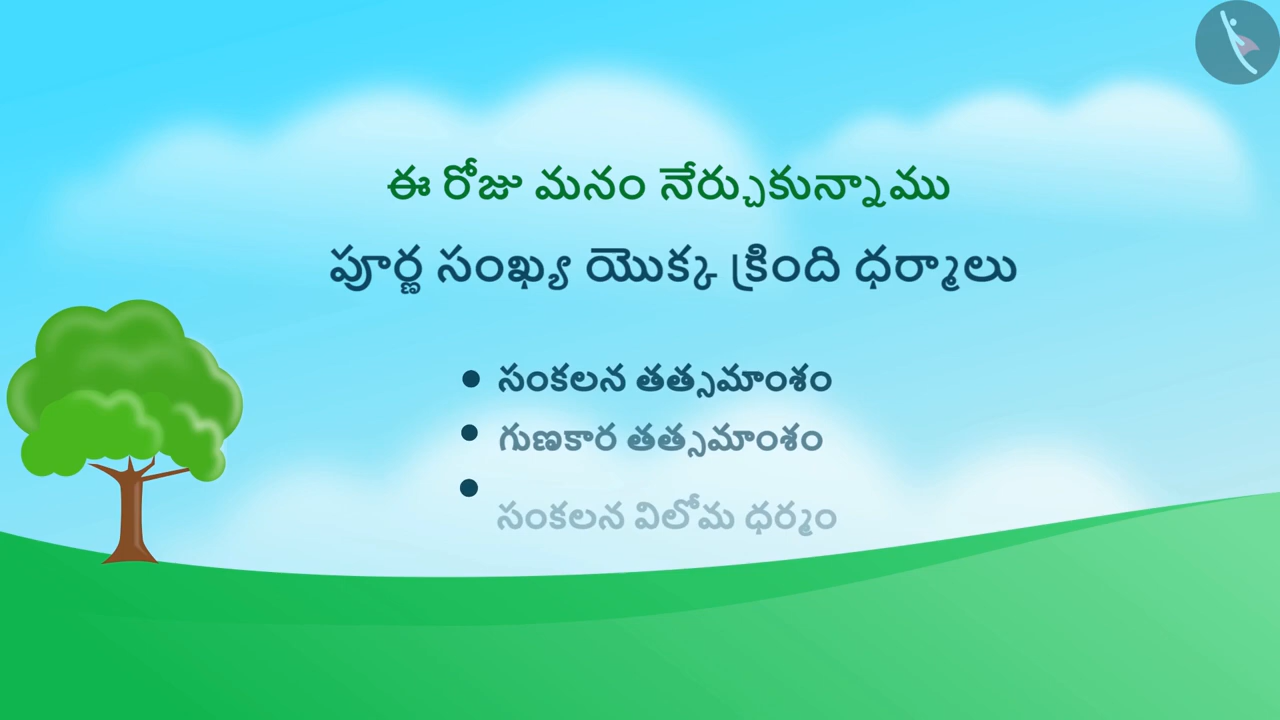 ఈ రోజు మనం నేర్చుకున్నాము
పూర్ణ సంఖ్య యొక్క క్రింది ధర్మాలు
• సంకలన తత్సమాంశం
• గుణకార తత్సమాంశం
• సంకలన విలోమ ధర్మం